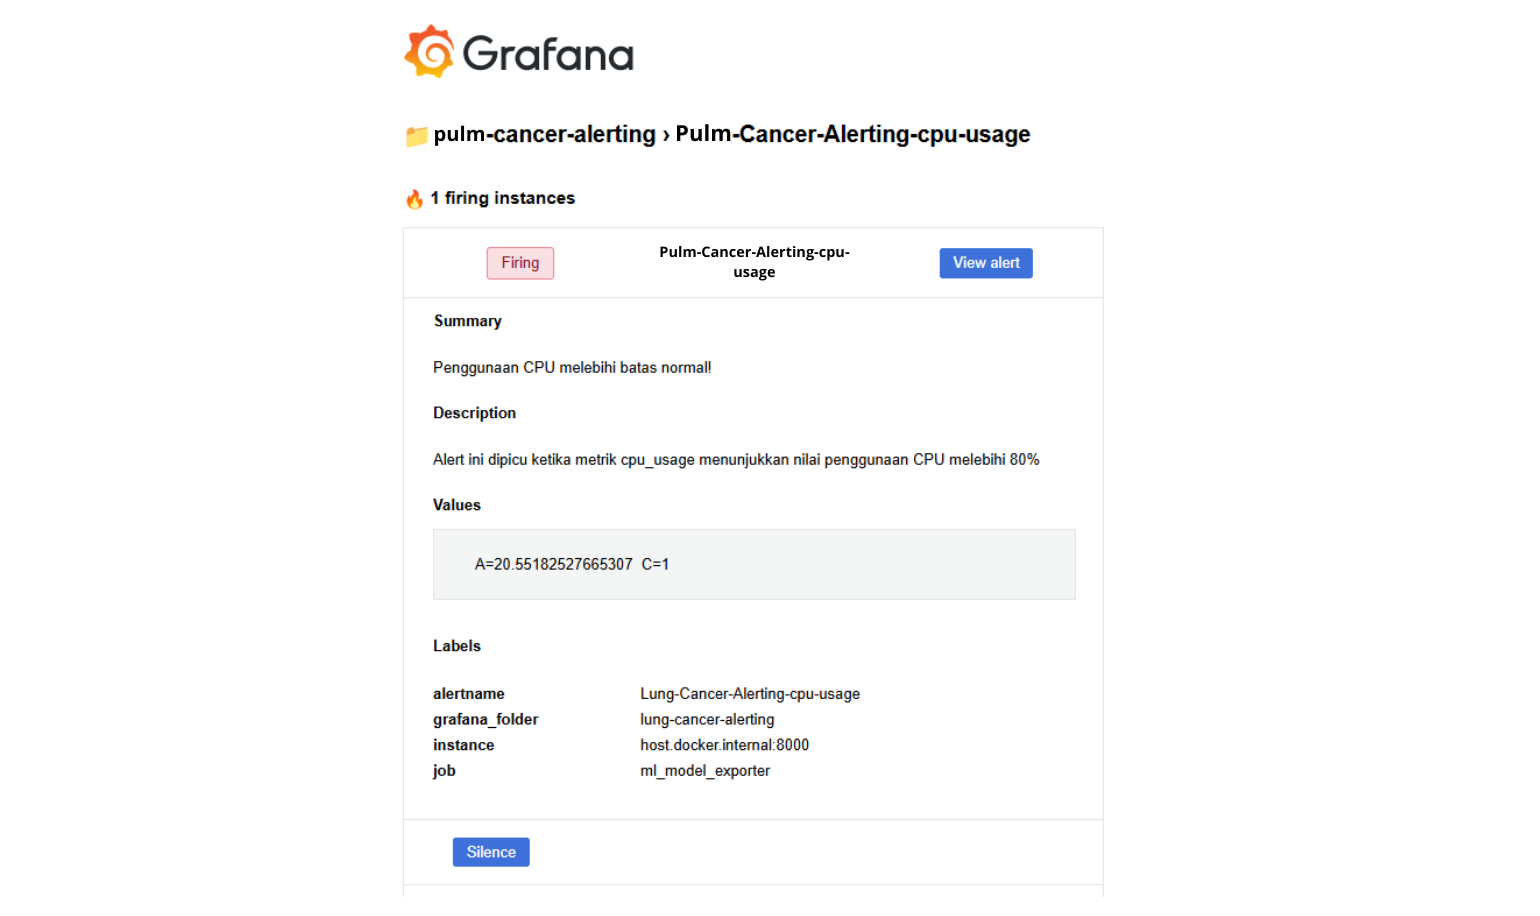 Grafana
pulm-cancer-alerting › Pulm-Cancer-Alerting-cpu-usage
1 firing instances
Firing
Pulm-Cancer-Alerting-cpu-
usage
View alert
Summary
Penggunaan CPU melebihi batas normal!
Description
Alert ini dipicu ketika metrik cpu_usage menunjukkan nilai penggunaan CPU melebihi 80%
Values
A=20.55182527665307 C=1
Labels
alertname Lung-Cancer-Alerting-cpu-usage
grafana_folder lung-cancer-alerting
instance host.docker.internal:8000
job ml_model_exporter
Silence